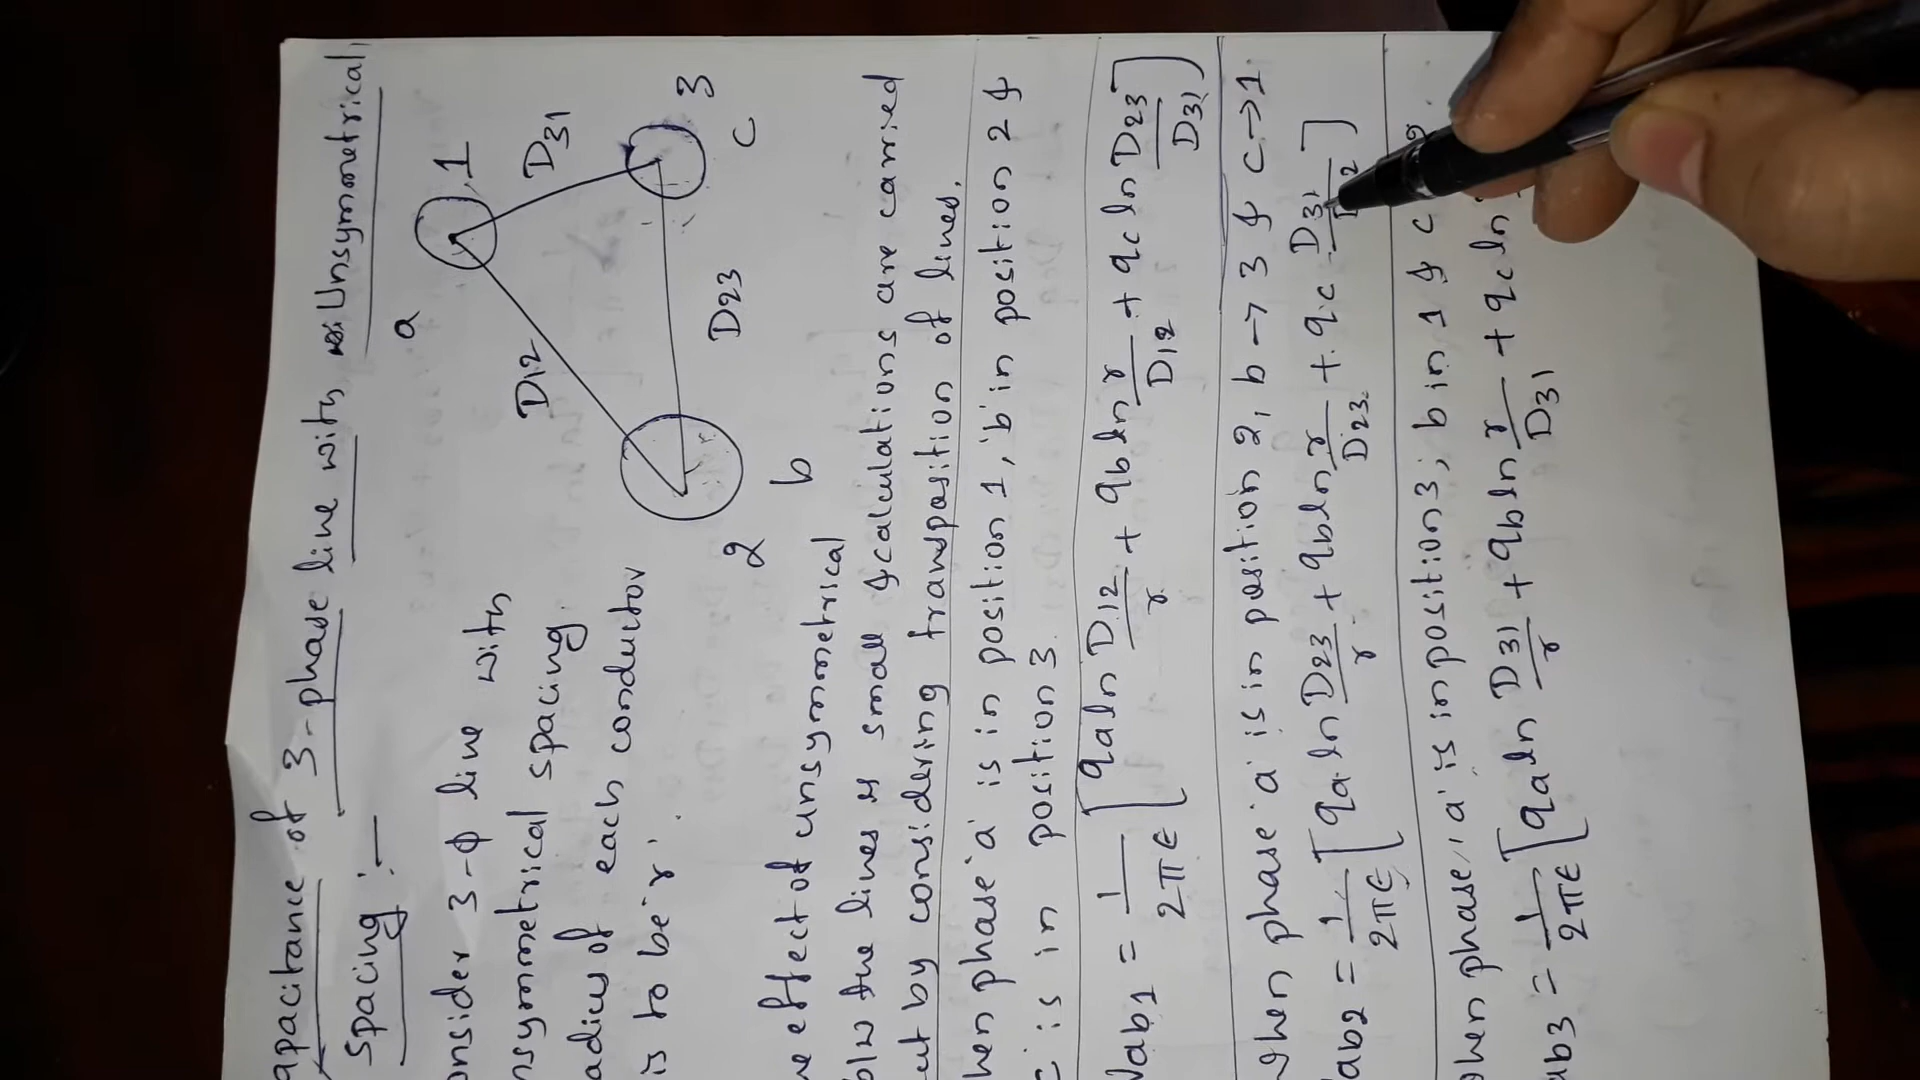 apacitance of 3-phase line with Unsymmetrical
spacing :-
onsider 3-ϕ line with
nsymmetrical spacing.
adius of each conductor
is to be 'r'.
a
1
D12
D31
3
c
D23
2
b
he effect of unsymmetrical
b/w the lines is small & calculations are carried
out by considering transposition of lines.
hen phase 'a' is in position 1, 'b' in position 2 &
c is in position 3
Vab1 = 1/2πϵ [qa ln D12/r + qb ln r/D12 + qc ln D23/D31]
When phase 'a' is in position 2, b → 3 & c → 1.
ab2 = 1/2πϵ [qa ln D23/r + qb ln r/D23 + qc D31/
When phase 'a' is in position 3, b in 1 & c
ab3 = 1/2πϵ [qa ln D31/r + qb ln r/D31 + qc ln